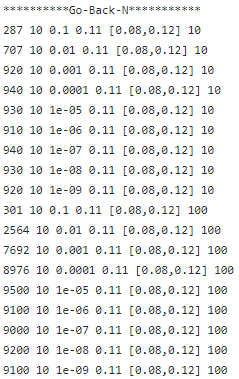 **********Go-Back-N***********
287 10 0.1 0.11 [0.08,0.12] 10
707 10 0.01 0.11 [0.08,0.12] 10
920 10 0.001 0.11 [0.08,0.12] 10
940 10 0.0001 0.11 [0.08,0.12] 10
930 10 1e-05 0.11 [0.08,0.12] 10
910 10 1e-06 0.11 [0.08,0.12] 10
940 10 1e-07 0.11 [0.08,0.12] 10
930 10 1e-08 0.11 [0.08,0.12] 10
920 10 1e-09 0.11 [0.08,0.12] 10
301 10 0.1 0.11 [0.08,0.12] 100
2564 10 0.01 0.11 [0.08,0.12] 100
7692 10 0.001 0.11 [0.08,0.12] 100
8976 10 0.0001 0.11 [0.08,0.12] 100
9500 10 1e-05 0.11 [0.08,0.12] 100
9100 10 1e-06 0.11 [0.08,0.12] 100
9000 10 1e-07 0.11 [0.08,0.12] 100
9200 10 1e-08 0.11 [0.08,0.12] 100
9100 10 1e-09 0.11 [0.08,0.12] 100